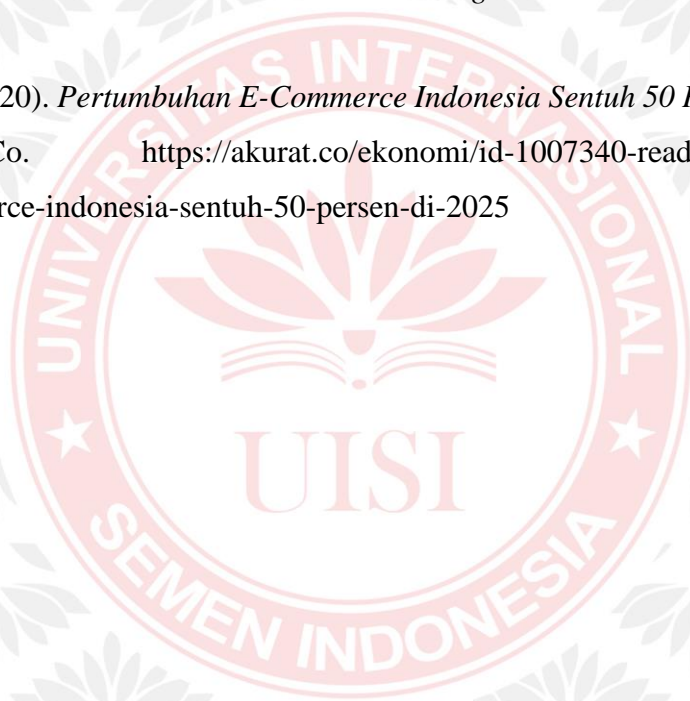 20). Pertumbuhan E-Commerce Indonesia Sentuh 50
Co. https://akurat.co/ekonomi/id-1007340-read
rce-indonesia-sentuh-50-persen-di-2025
UNIVERSITAS INTERNASIONAL
UISI
SEMEN INDONESIA